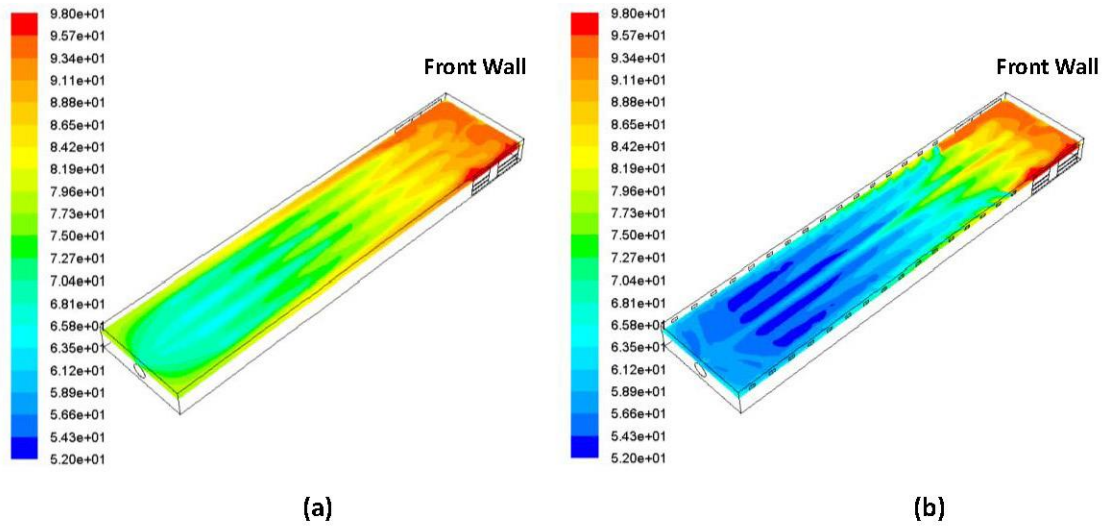 9.80e+01
9.57e+01
9.34e+01
9.11e+01
8.88e+01
8.65e+01
8.42e+01
8.19e+01
7.96e+01
7.73e+01
7.50e+01
7.27e+01
7.04e+01
6.81e+01
6.58e+01
6.35e+01
6.12e+01
5.89e+01
5.66e+01
5.43e+01
5.20e+01
Front Wall
(a)
9.80e+01
9.57e+01
9.34e+01
9.11e+01
8.88e+01
8.65e+01
8.42e+01
8.19e+01
7.96e+01
7.73e+01
7.50e+01
7.27e+01
7.04e+01
6.81e+01
6.58e+01
6.35e+01
6.12e+01
5.89e+01
5.66e+01
5.43e+01
5.20e+01
Front Wall
(b)